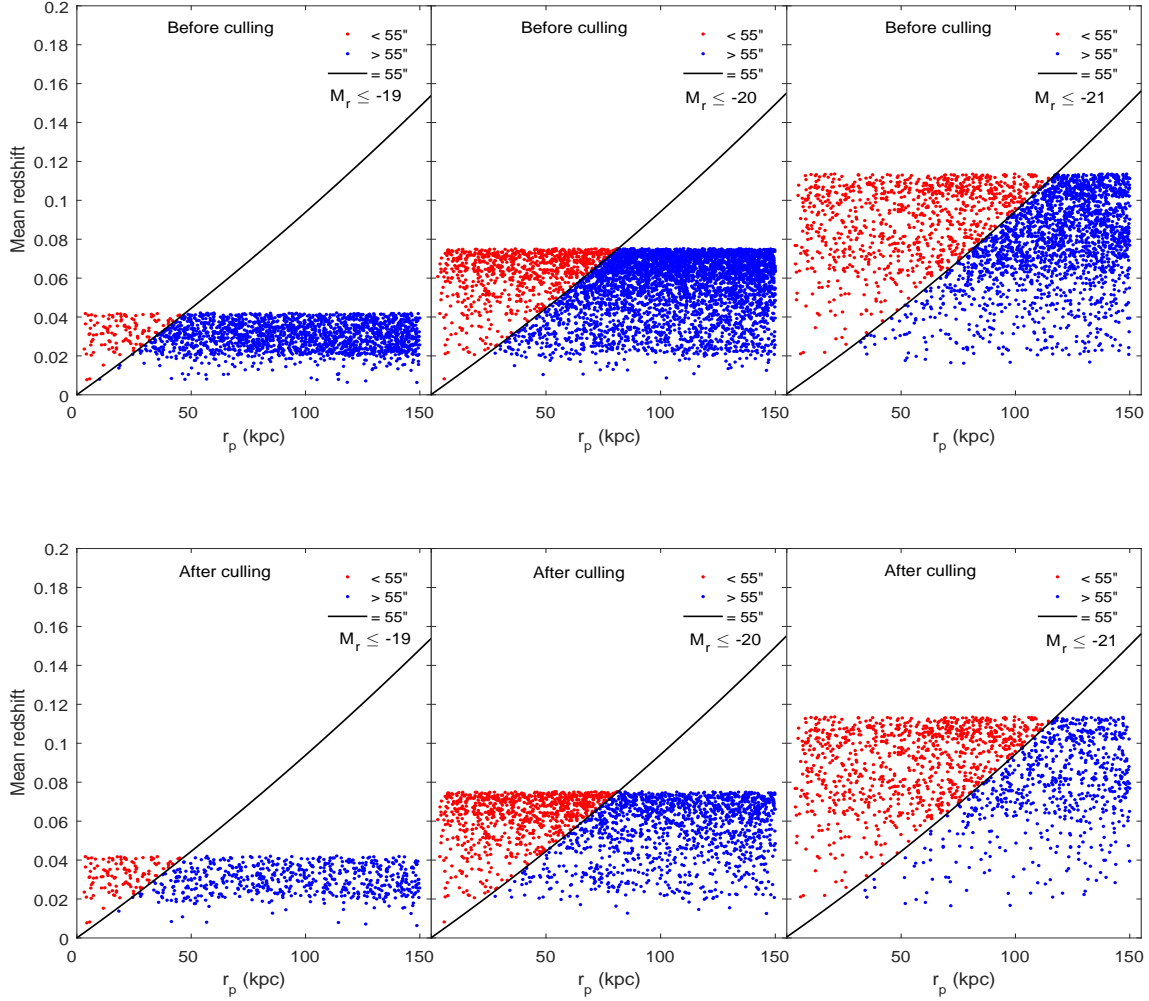 Before culling
< 55"
> 55"
= 55"
M_r ≤ -19
Before culling
< 55"
> 55"
= 55"
M_r ≤ -20
Before culling
< 55"
> 55"
= 55"
M_r ≤ -21
Mean redshift
0.2
0.18
0.16
0.14
0.12
0.1
0.08
0.06
0.04
0.02
0
0 50 100 150
50 100 150
50 100 150
r_p (kpc)
r_p (kpc)
r_p (kpc)
After culling
< 55"
> 55"
= 55"
M_r ≤ -19
After culling
< 55"
> 55"
= 55"
M_r ≤ -20
After culling
< 55"
> 55"
= 55"
M_r ≤ -21
Mean redshift
0.2
0.18
0.16
0.14
0.12
0.1
0.08
0.06
0.04
0.02
0
0 50 100 150
50 100 150
50 100 150
r_p (kpc)
r_p (kpc)
r_p (kpc)